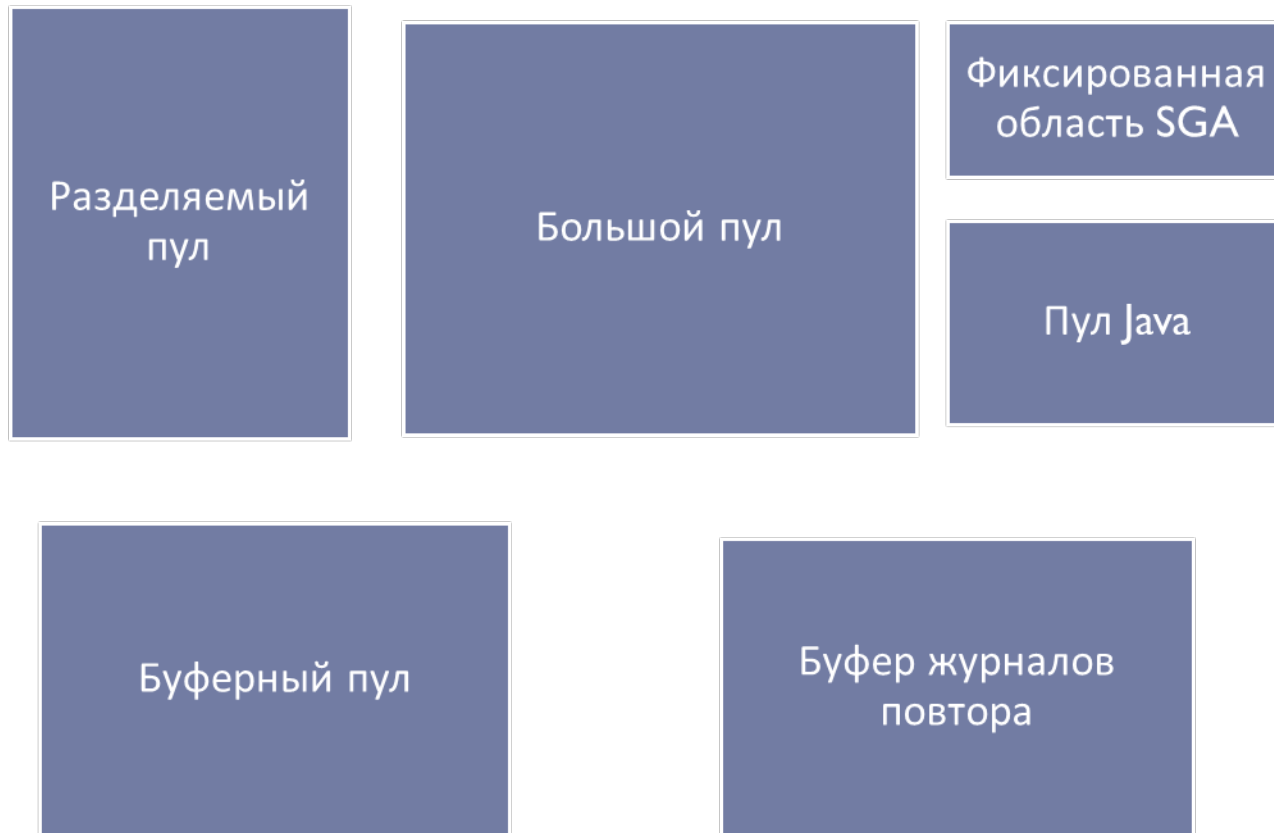 Разделяемый
пул
Большой пул
Фиксированная
область SGA
Пул Java
Буферный пул
Буфер журналов
повтора